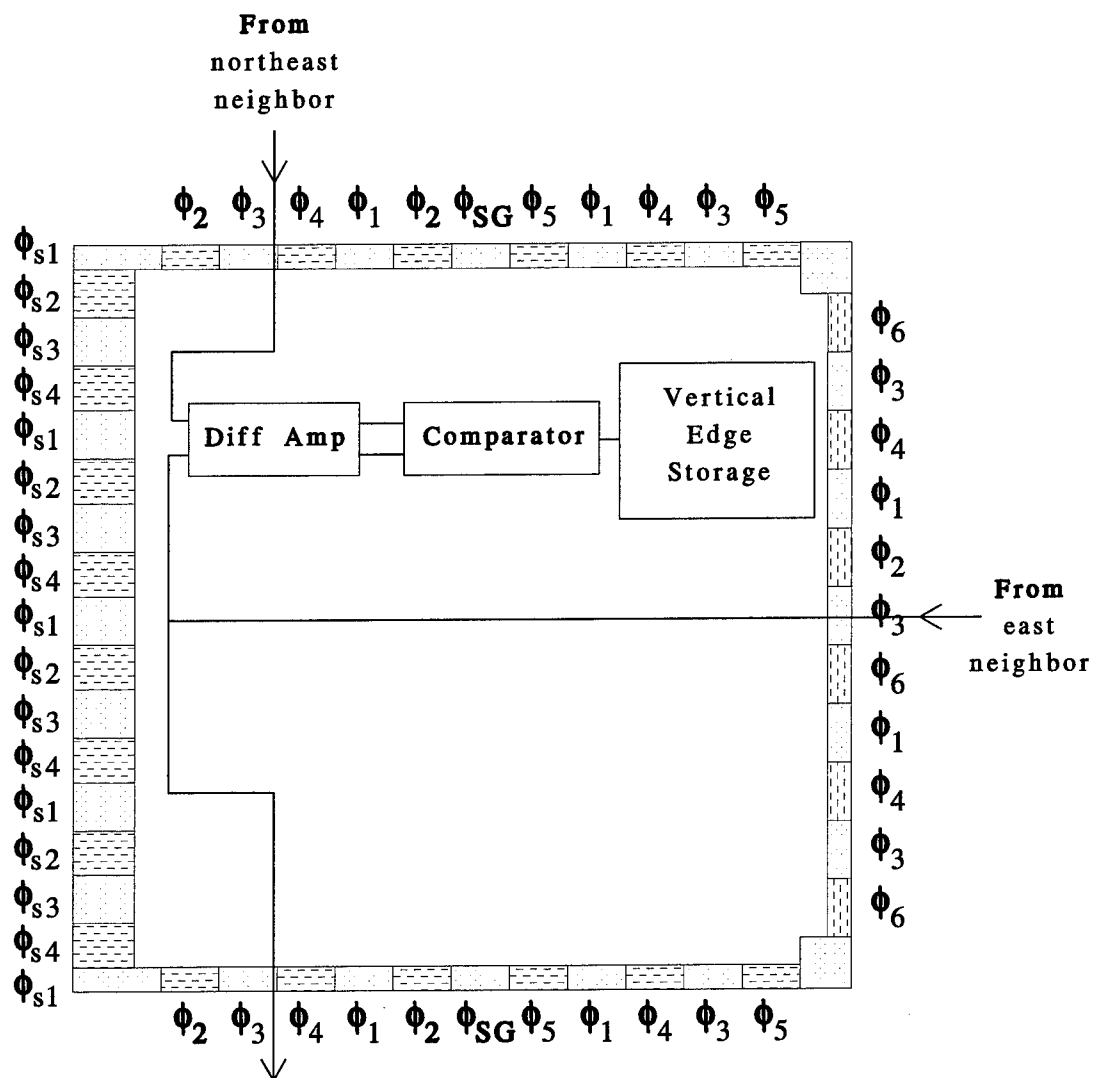 From
northeast
neighbor
ϕ2 ϕ3 ϕ4 ϕ1 ϕ2 ϕSG ϕ5 ϕ1 ϕ4 ϕ3 ϕ5
ϕs1
ϕs2
ϕs3
ϕs4
ϕs1
ϕs2
ϕs3
ϕs4
ϕs1
ϕs2
ϕs3
ϕs4
ϕs1
ϕs2
ϕs3
ϕs4
ϕs1
Diff Amp
Comparator
Vertical
Edge
Storage
ϕ6
ϕ3
ϕ4
ϕ1
ϕ2
ϕ3
ϕ6
ϕ1
ϕ4
ϕ3
ϕ6
From
east
neighbor
ϕ2 ϕ3 ϕ4 ϕ1 ϕ2 ϕSG ϕ5 ϕ1 ϕ4 ϕ3 ϕ5